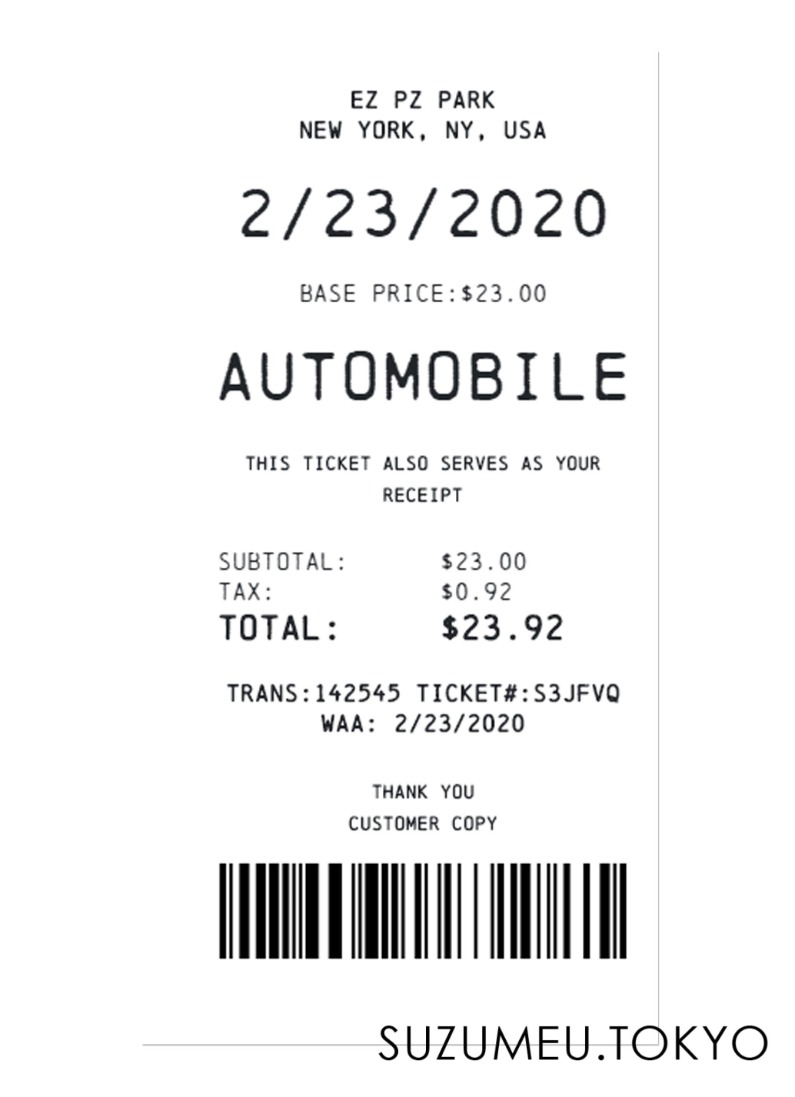 EZ PZ PARK
NEW YORK, NY, USA
2/23/2020
BASE PRICE:$23.00
AUTOMOBILE
THIS TICKET ALSO SERVES AS YOUR
RECEIPT
SUBTOTAL: $23.00
TAX: $0.92
TOTAL: $23.92
TRANS:142545 TICKET#:S3JFVQ
WAA: 2/23/2020
THANK YOU
CUSTOMER COPY
SUZUMEU.TOKYO